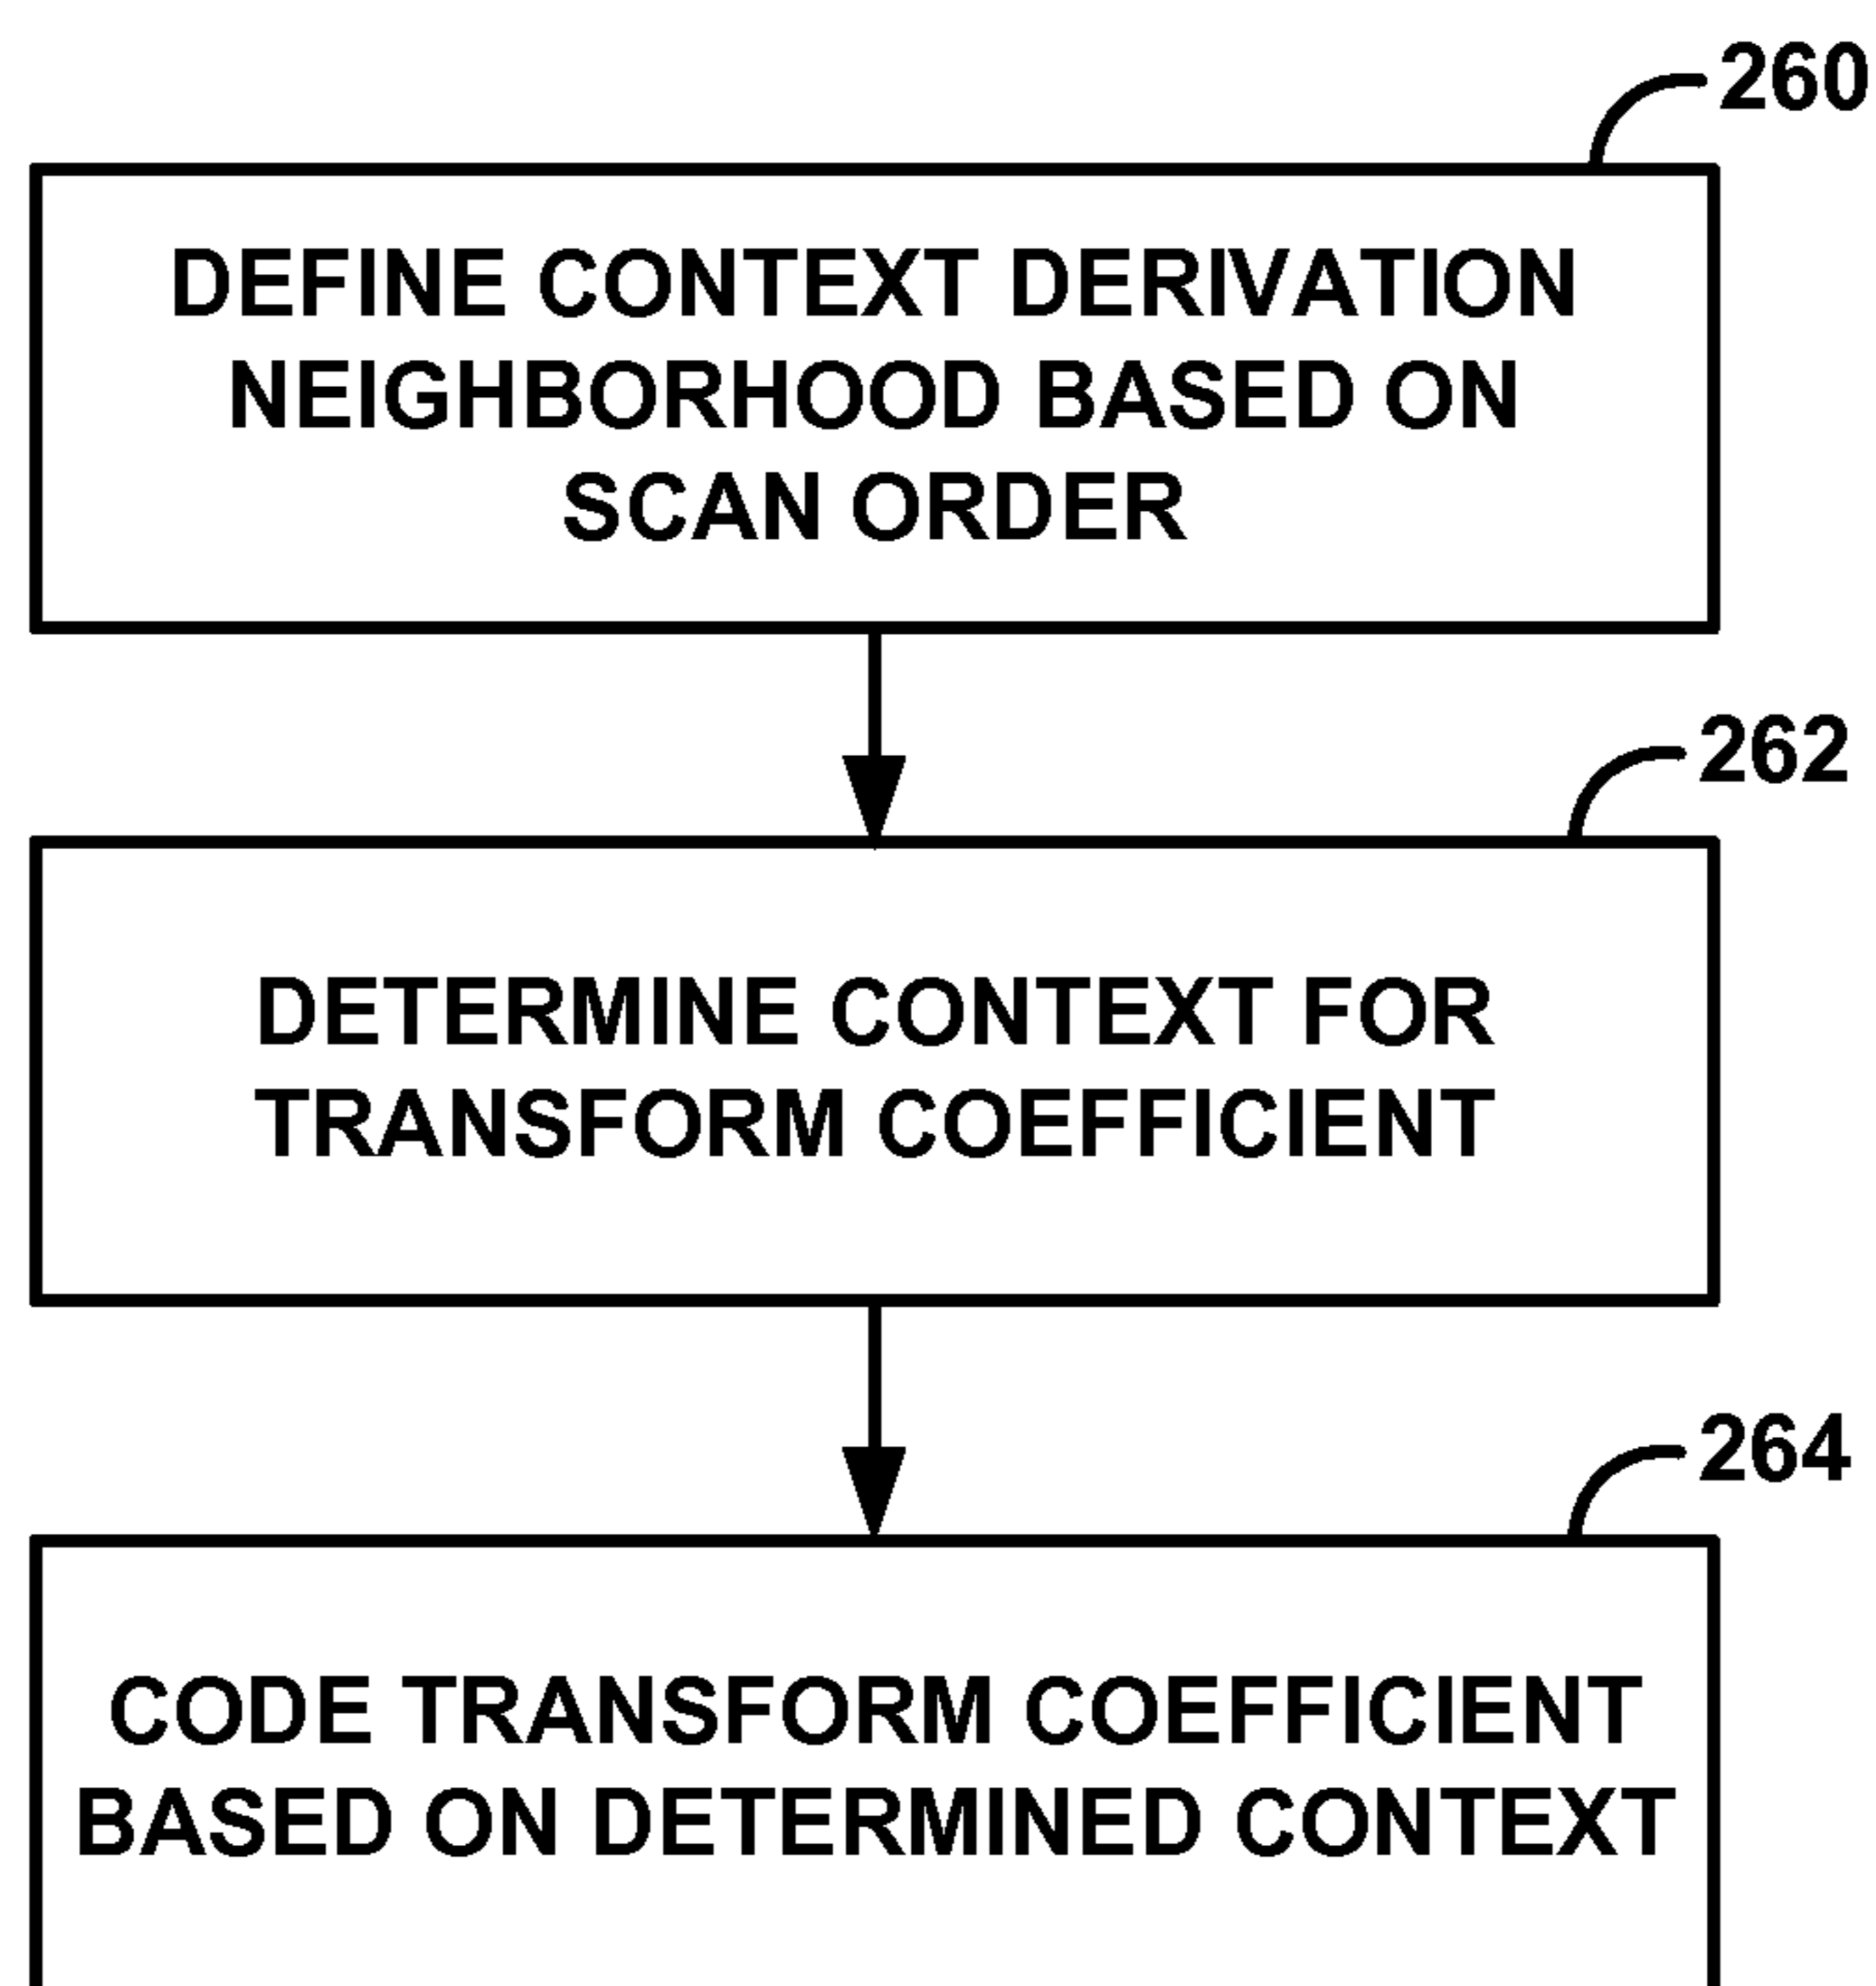 260
DEFINE CONTEXT DERIVATION
NEIGHBORHOOD BASED ON
SCAN ORDER
262
DETERMINE CONTEXT FOR
TRANSFORM COEFFICIENT
264
CODE TRANSFORM COEFFICIENT
BASED ON DETERMINED CONTEXT